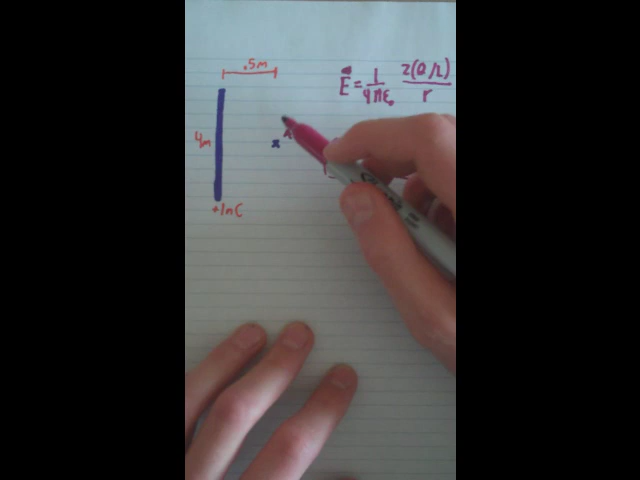 .5m
E = 1/4πε₀ 2(Q/L)/r
4m
x
+1nC